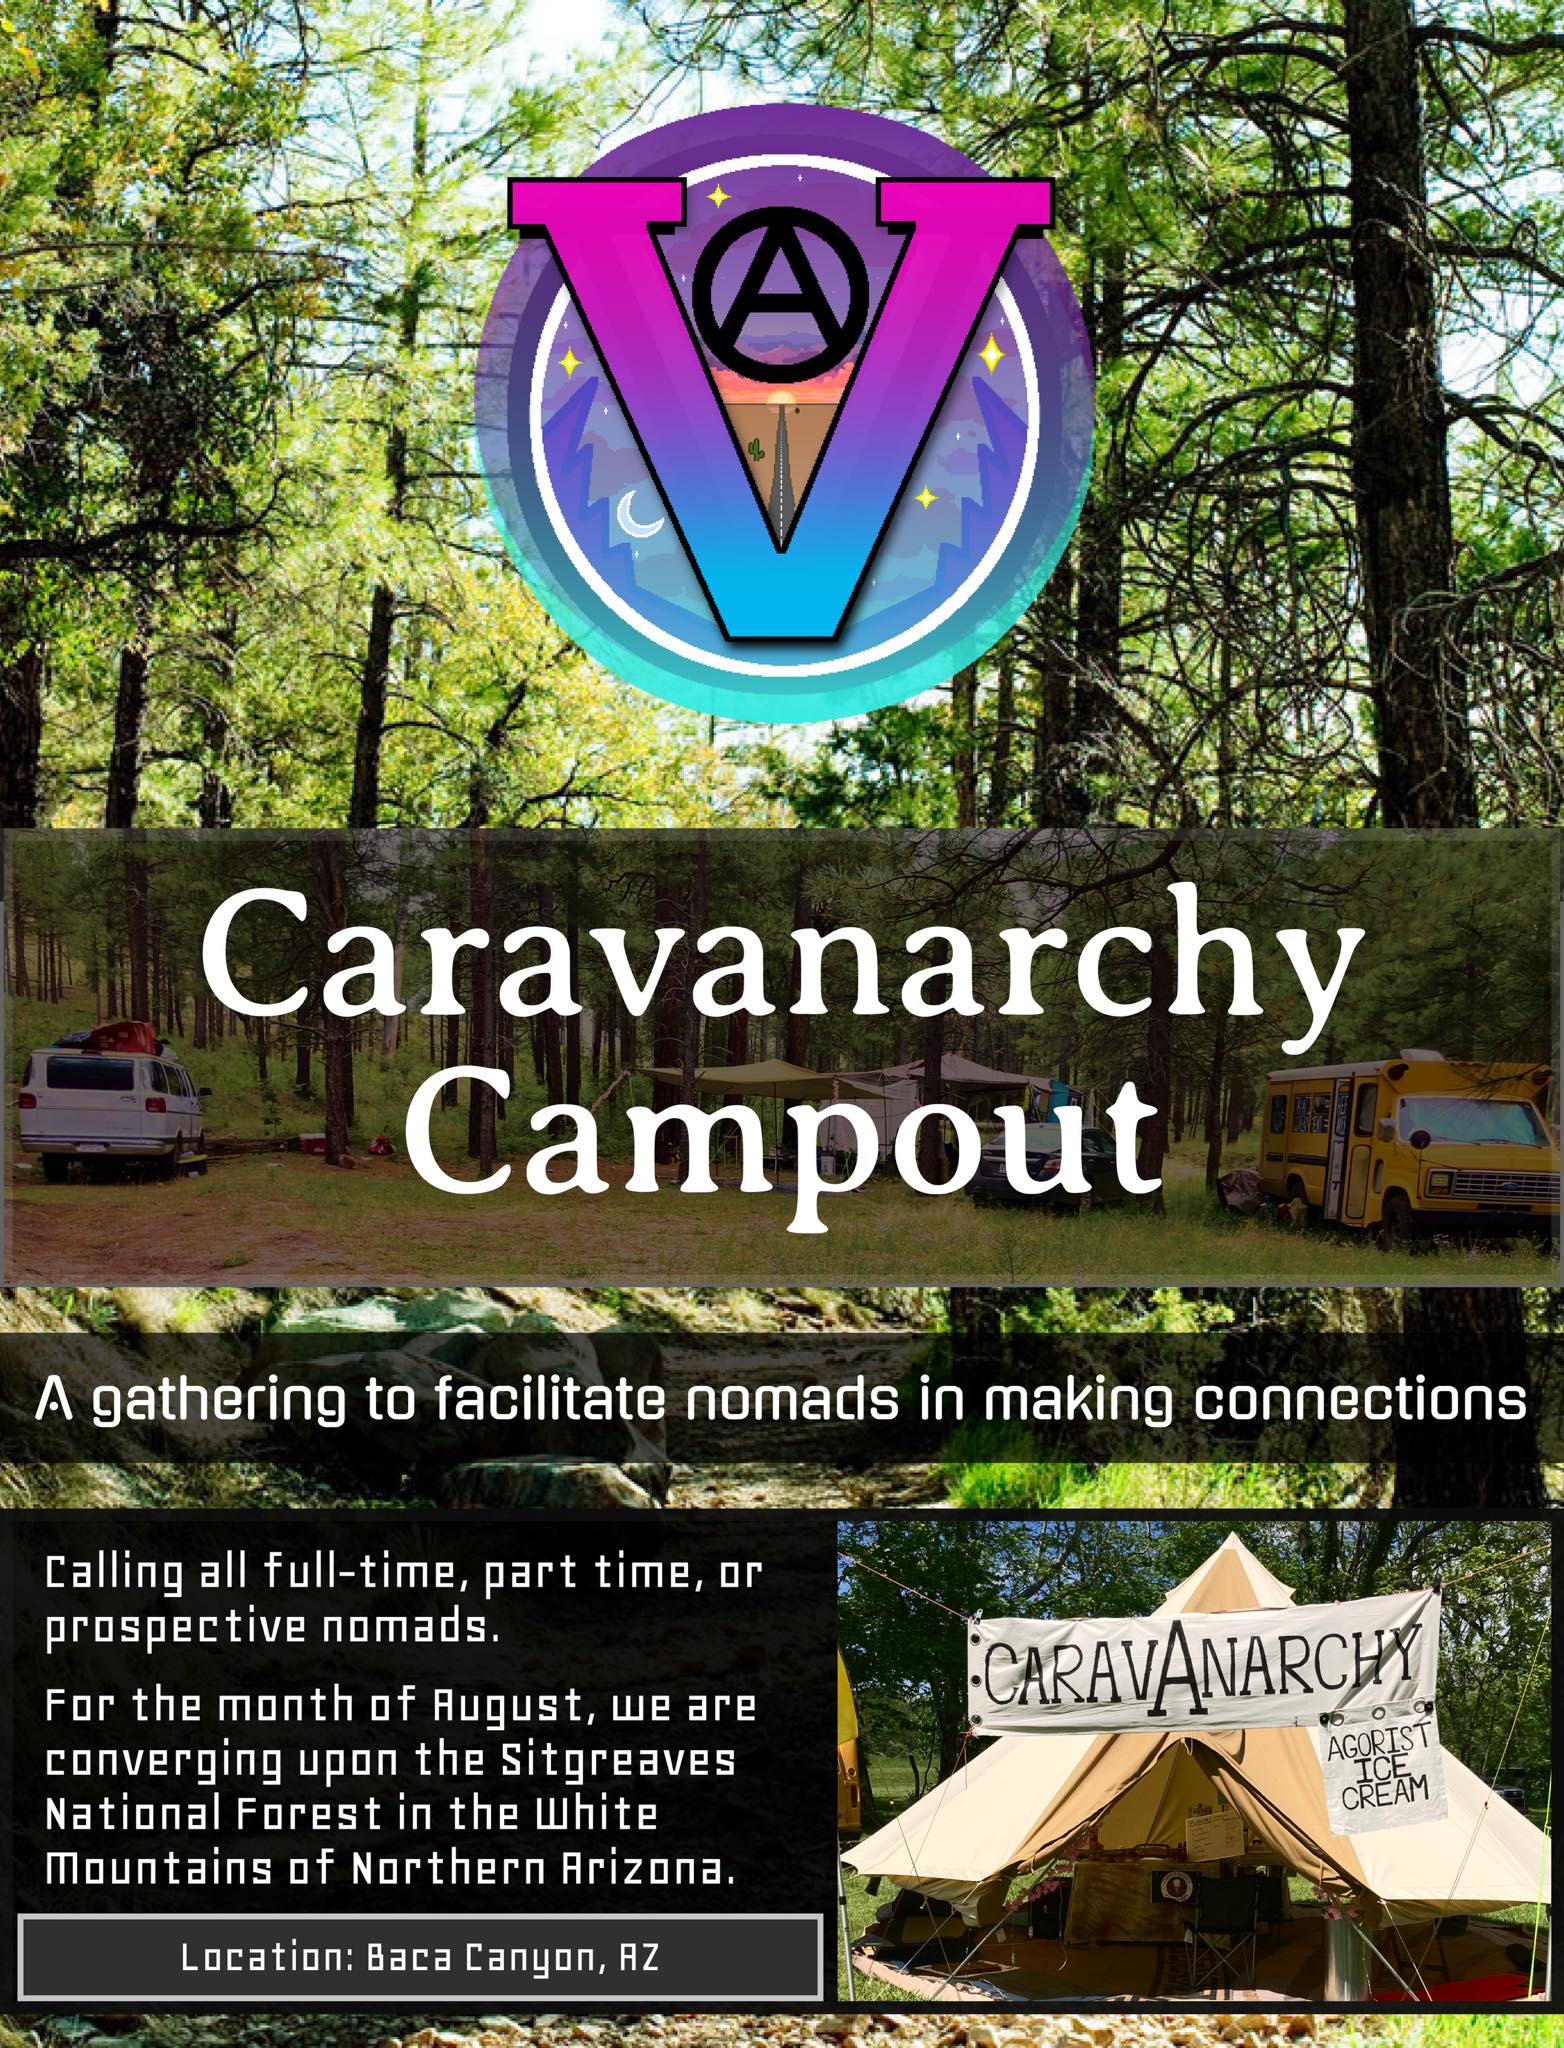 V
A
Caravanarchy
Campout
A gathering to facilitate nomads in making connections
Calling all full-time, part time, or
prospective nomads.
For the month of August, we are
converging upon the Sitgreaves
National Forest in the White
Mountains of Northern Arizona.
Location: Baca Canyon, AZ
CARAVANARCHY
AGORIST
ICE
CREAM